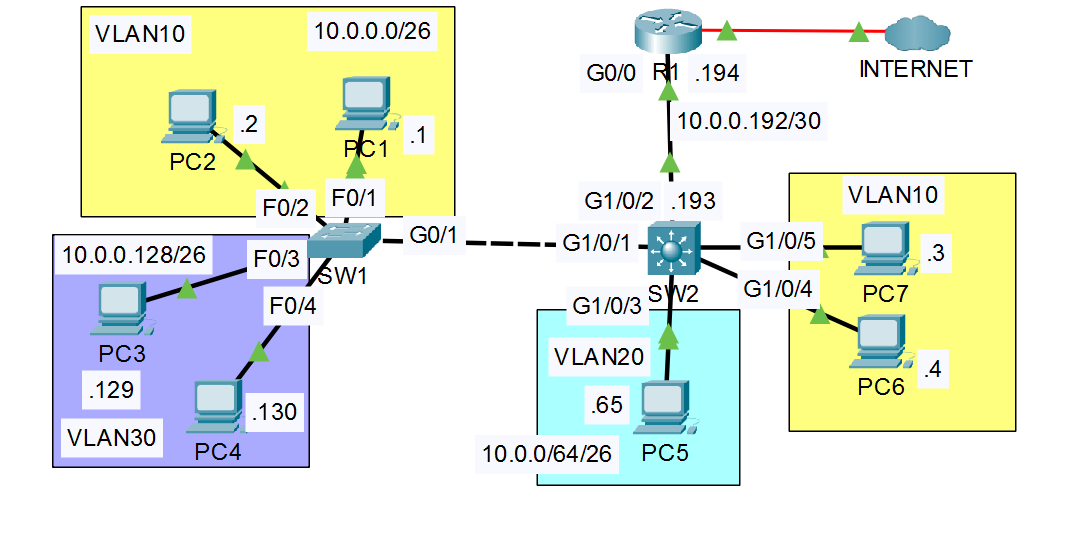 VLAN10
10.0.0.0/26
.2
PC2
PC1
.1
F0/2
F0/1
10.0.0.128/26
F0/3
SW1
G0/1
F0/4
PC3
.129
VLAN30
PC4
.130
G0/0
R1
.194
INTERNET
10.0.0.192/30
G1/0/2
.193
G1/0/1
SW2
G1/0/5
G1/0/4
G1/0/3
VLAN10
.3
PC7
.4
PC6
VLAN20
.65
PC5
10.0.0/64/26